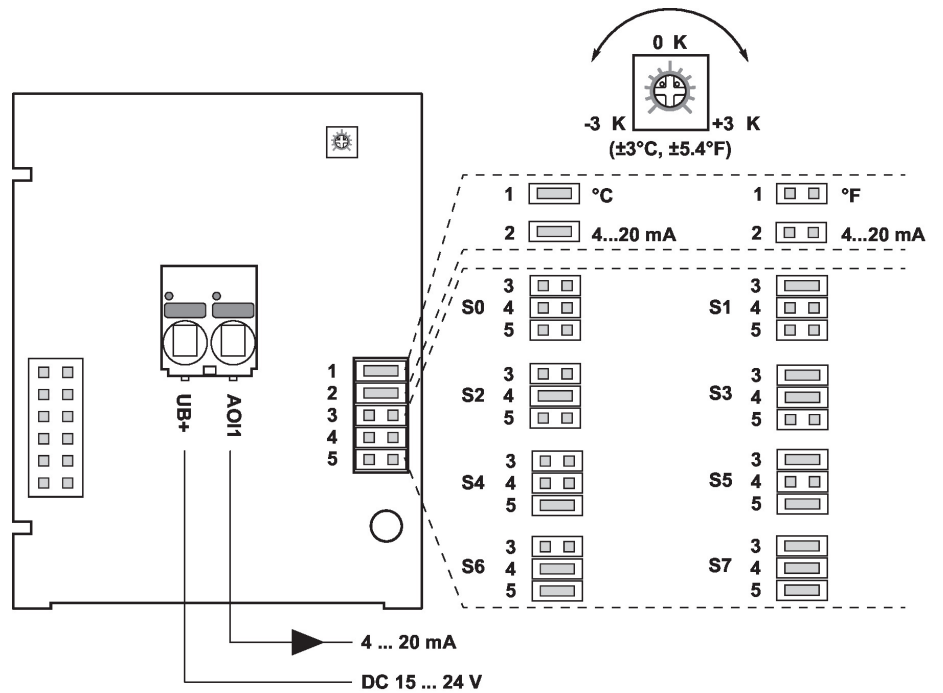 0 K
-3 K
+3 K
(±3°C, ±5.4°F)
1 °C
1 °F
2 4...20 mA
2 4...20 mA
S0
3
4
5
S1
3
4
5
S2
3
4
5
S3
3
4
5
S4
3
4
5
S5
3
4
5
S6
3
4
5
S7
3
4
5
1
2
3
4
5
UB+
AOI1
4 ... 20 mA
DC 15 ... 24 V